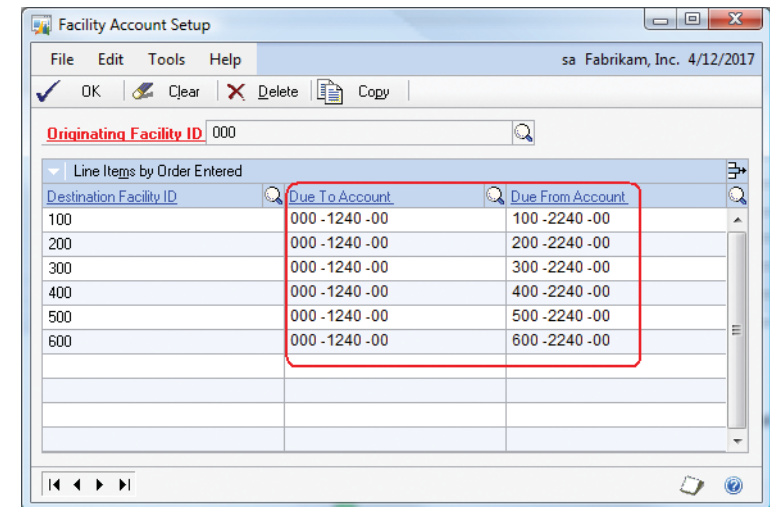 Facility Account Setup
File Edit Tools Help sa Fabrikam, Inc. 4/12/2017
OK Clear Delete Copy
Originating Facility ID 000
Line Items by Order Entered
Destination Facility ID Due To Account Due From Account
100 000 -1240 -00 100 -2240 -00
200 000 -1240 -00 200 -2240 -00
300 000 -1240 -00 300 -2240 -00
400 000 -1240 -00 400 -2240 -00
500 000 -1240 -00 500 -2240 -00
600 000 -1240 -00 600 -2240 -00